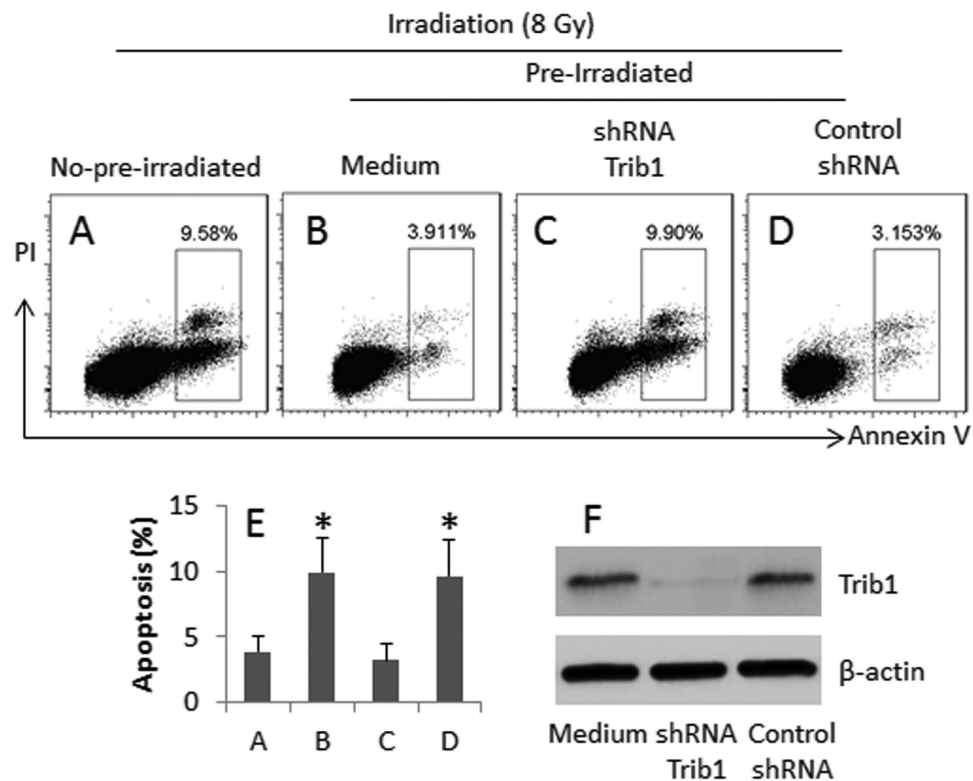 Irradiation (8 Gy)
Pre-Irradiated
No-pre-irradiated
Medium
shRNA
Trib1
Control
shRNA
PI
A
9.58%
B
3.911%
C
9.90%
D
3.153%
Annexin V
E
Apoptosis (%)
15
10
5
0
*
*
A B C D
F
Trib1
β-actin
Medium shRNA Control
Trib1 shRNA